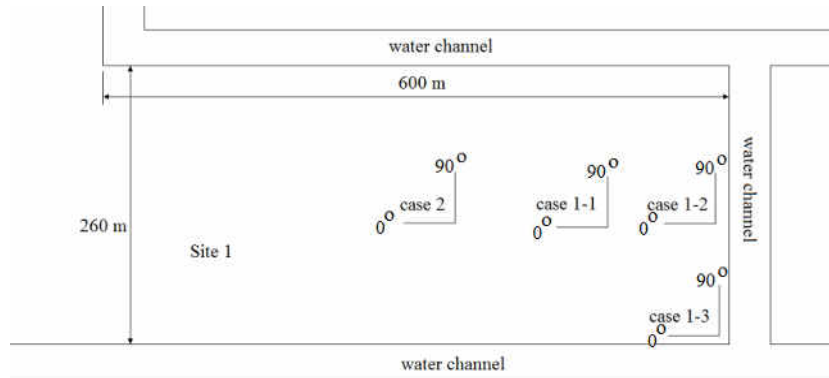 water channel
600 m
90°
90°
90°
water channel
case 2
case 1-1
case 1-2
0°
0°
0°
260 m
Site 1
90°
case 1-3
0°
water channel